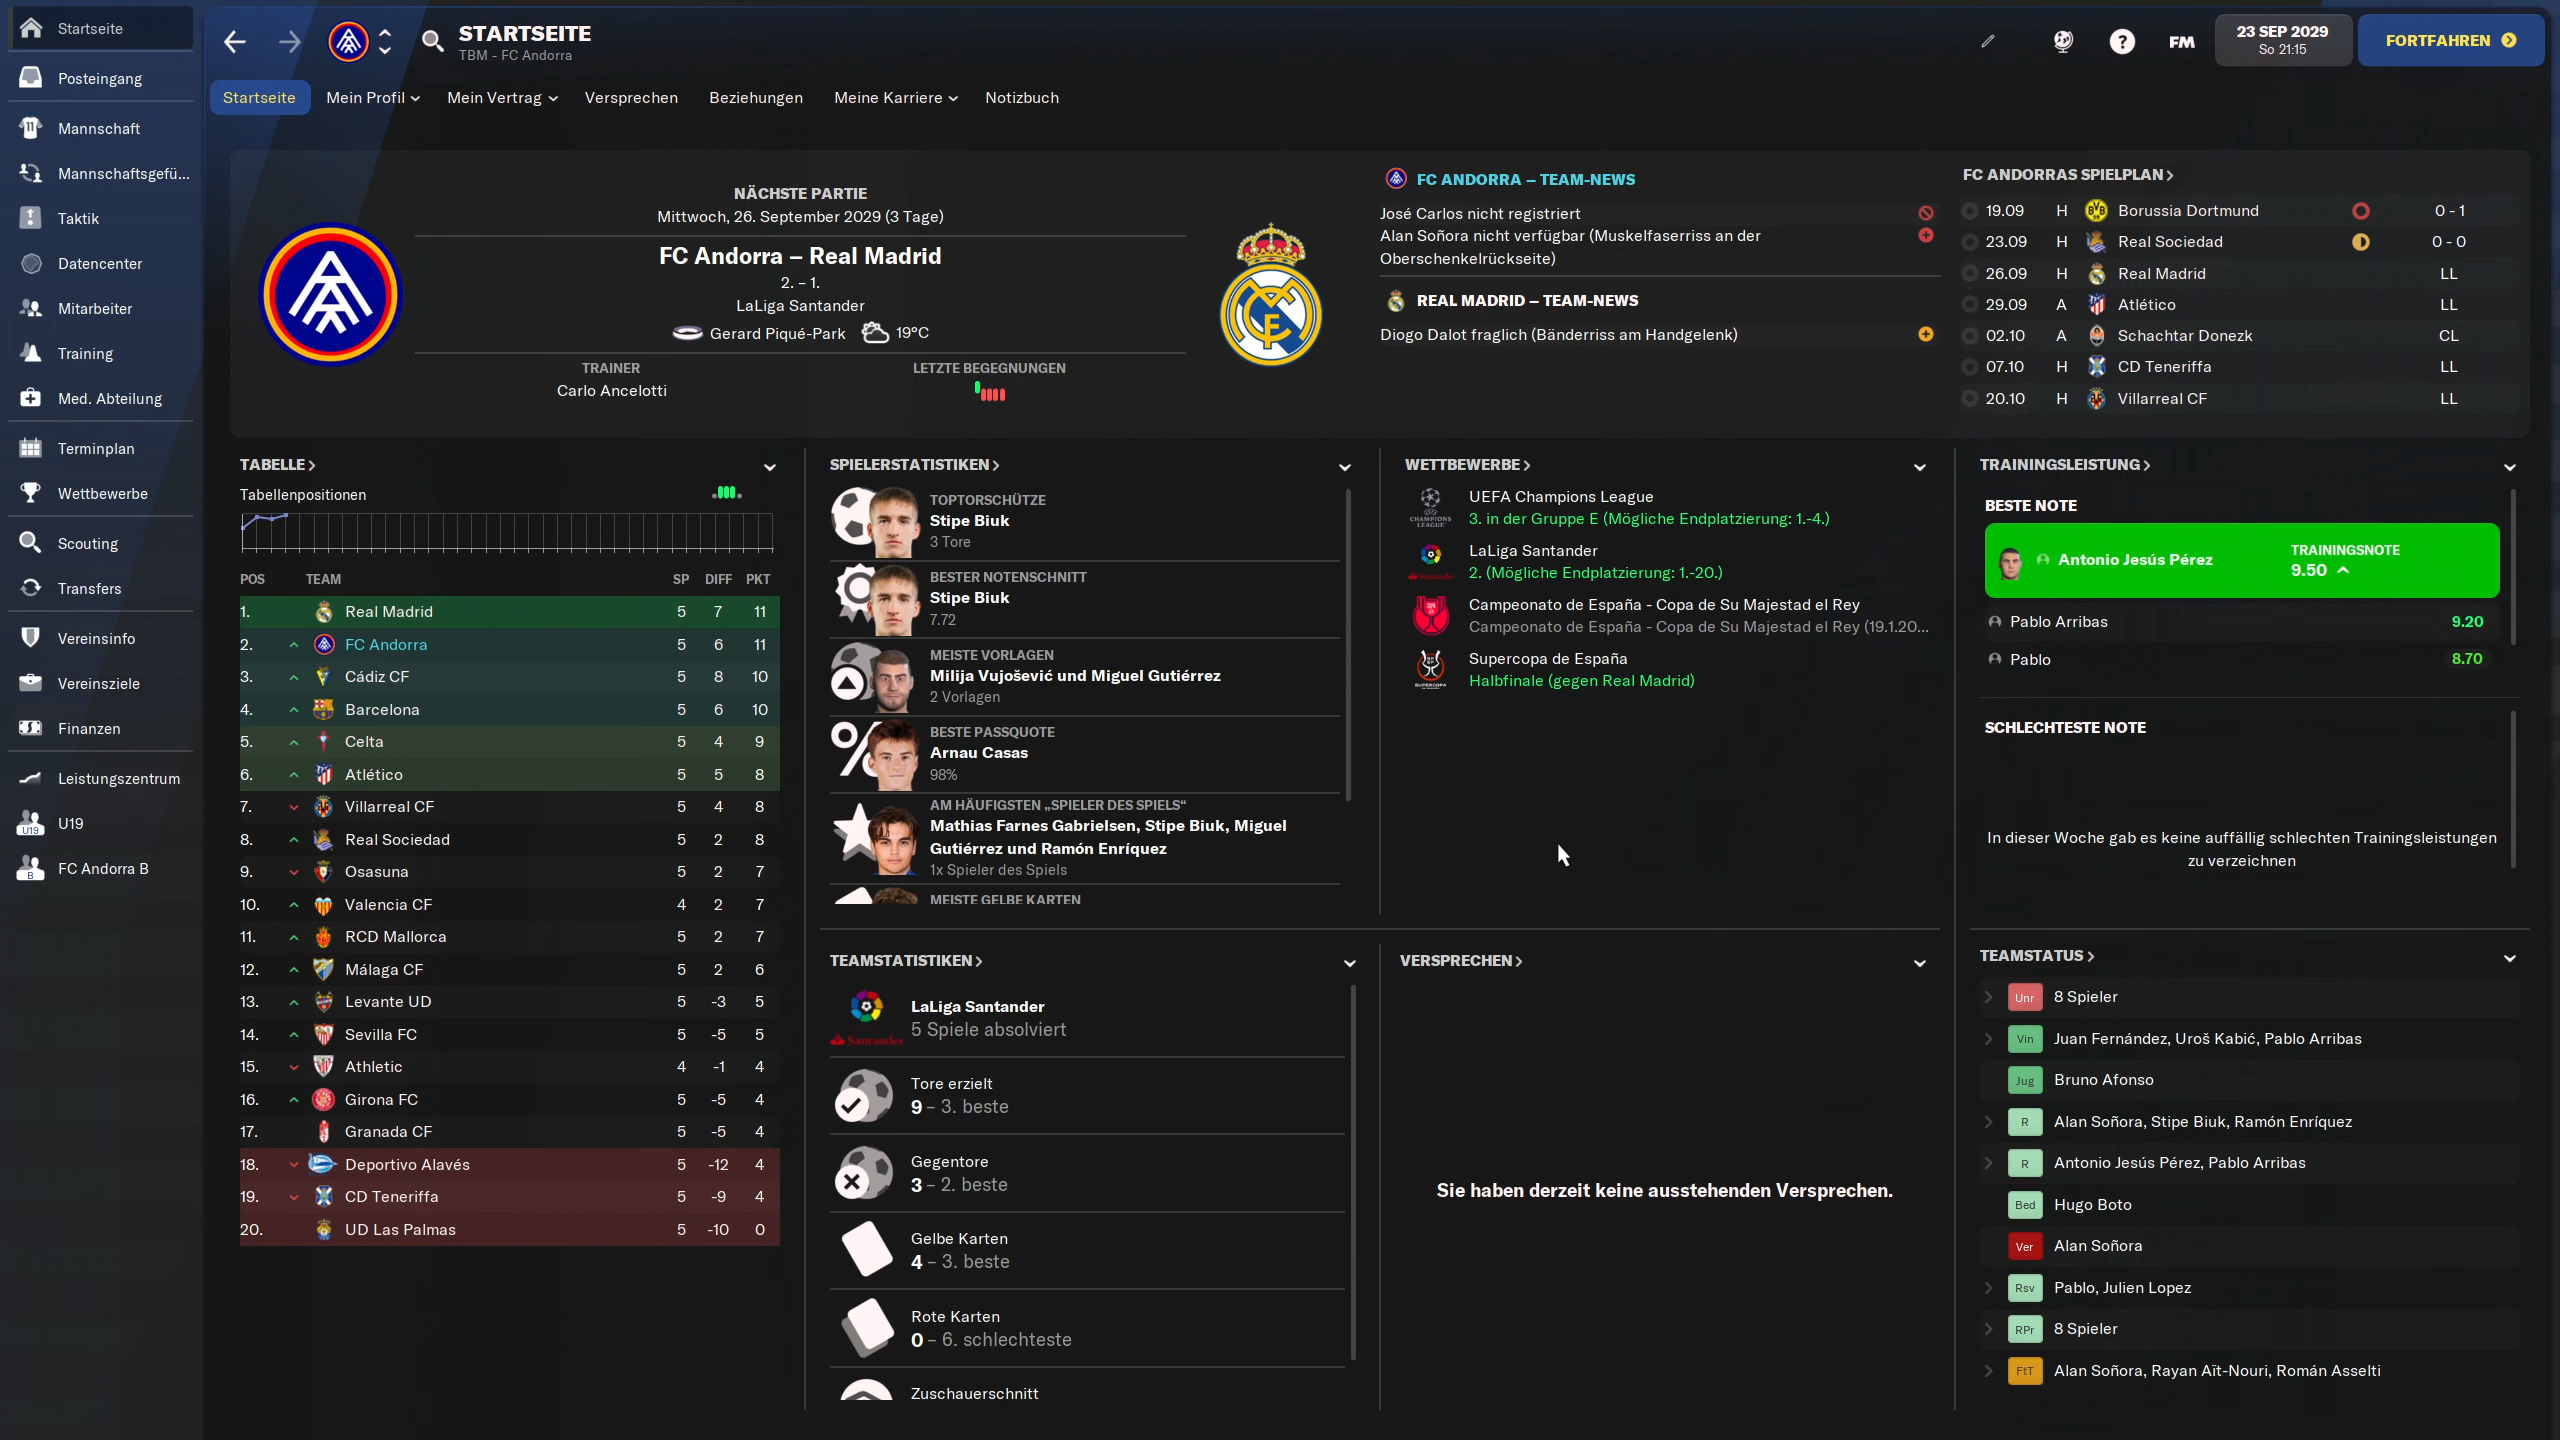 Startseite
Posteingang
Mannschaft
Mannschaftsgefü...
Taktik
Datencenter
Mitarbeiter
Training
Med. Abteilung
Terminplan
Wettbewerbe
Scouting
Transfers
Vereinsinfo
Vereinsziele
Finanzen
Leistungszentrum
U19
FC Andorra B
STARTSEITE
TBM - FC Andorra
FM
23 SEP 2029
So 21:15
FORTFAHREN
Startseite Mein Profil Mein Vertrag Versprechen Beziehungen Meine Karriere Notizbuch
NÄCHSTE PARTIE
Mittwoch, 26. September 2029 (3 Tage)
FC Andorra – Real Madrid
2. – 1.
LaLiga Santander
Gerard Piqué-Park 19°C
TRAINER
Carlo Ancelotti
LETZTE BEGEGNUNGEN
FC ANDORRA – TEAM-NEWS
José Carlos nicht registriert
Alan Soñora nicht verfügbar (Muskelfaserriss an der
Oberschenkelrückseite)
REAL MADRID – TEAM-NEWS
Diogo Dalot fraglich (Bänderriss am Handgelenk)
FC ANDORRAS SPIELPLAN
19.09 H Borussia Dortmund 0 - 1
23.09 H Real Sociedad 0 - 0
26.09 H Real Madrid LL
29.09 A Atlético LL
02.10 A Schachtar Donezk CL
07.10 H CD Teneriffa LL
20.10 H Villarreal CF LL
TABELLE
Tabellenpositionen
POS TEAM SP DIFF PKT
1. Real Madrid 5 7 11
2. FC Andorra 5 6 11
3. Cádiz CF 5 8 10
4. Barcelona 5 6 10
5. Celta 5 4 9
6. Atlético 5 5 8
7. Villarreal CF 5 4 8
8. Real Sociedad 5 2 8
9. Osasuna 5 2 7
10. Valencia CF 4 2 7
11. RCD Mallorca 5 2 7
12. Málaga CF 5 2 6
13. Levante UD 5 -3 5
14. Sevilla FC 5 -5 5
15. Athletic 4 -1 4
16. Girona FC 5 -5 4
17. Granada CF 5 -5 4
18. Deportivo Alavés 5 -12 4
19. CD Teneriffa 5 -9 4
20. UD Las Palmas 5 -10 0
SPIELERSTATISTIKEN
TOPTORSCHÜTZE
Stipe Biuk
3 Tore
BESTER NOTENSCHNITT
Stipe Biuk
7.72
MEISTE VORLAGEN
Milija Vujošević und Miguel Gutiérrez
2 Vorlagen
BESTE PASSQUOTE
Arnau Casas
98%
AM HÄUFIGSTEN „SPIELER DES SPIELS“
Mathias Farnes Gabrielsen, Stipe Biuk, Miguel
Gutiérrez und Ramón Enríquez
1x Spieler des Spiels
MEISTE GELBE KARTEN
WETTBEWERBE
UEFA Champions League
3. in der Gruppe E (Mögliche Endplatzierung: 1.-4.)
LaLiga Santander
2. (Mögliche Endplatzierung: 1.-20.)
Campeonato de España - Copa de Su Majestad el Rey
Campeonato de España - Copa de Su Majestad el Rey (19.1.20...
Supercopa de España
Halbfinale (gegen Real Madrid)
TRAININGSLEISTUNG
BESTE NOTE
Antonio Jesús Pérez
TRAININGSNOTE
9.50
Pablo Arribas 9.20
Pablo 8.70
SCHLECHTESTE NOTE
In dieser Woche gab es keine auffällig schlechten Trainingsleistungen
zu verzeichnen
TEAMSTATISTIKEN
LaLiga Santander
5 Spiele absolviert
Tore erzielt
9 – 3. beste
Gegentore
3 – 2. beste
Gelbe Karten
4 – 3. beste
Rote Karten
0 – 6. schlechteste
Zuschauerschnitt
VERSPRECHEN
Sie haben derzeit keine ausstehenden Versprechen.
TEAMSTATUS
Unr 8 Spieler
Vin Juan Fernández, Uroš Kabić, Pablo Arribas
Jug Bruno Afonso
R Alan Soñora, Stipe Biuk, Ramón Enríquez
R Antonio Jesús Pérez, Pablo Arribas
Bed Hugo Boto
Ver Alan Soñora
Rsv Pablo, Julien Lopez
RPr 8 Spieler
FtT Alan Soñora, Rayan Aït-Nouri, Román Asselti